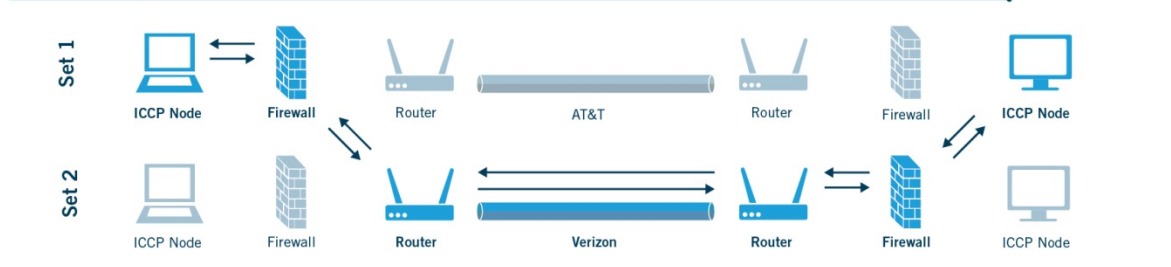 Set 1
ICCP Node Firewall Router AT&T Router Firewall ICCP Node
Set 2
ICCP Node Firewall Router Verizon Router Firewall ICCP Node